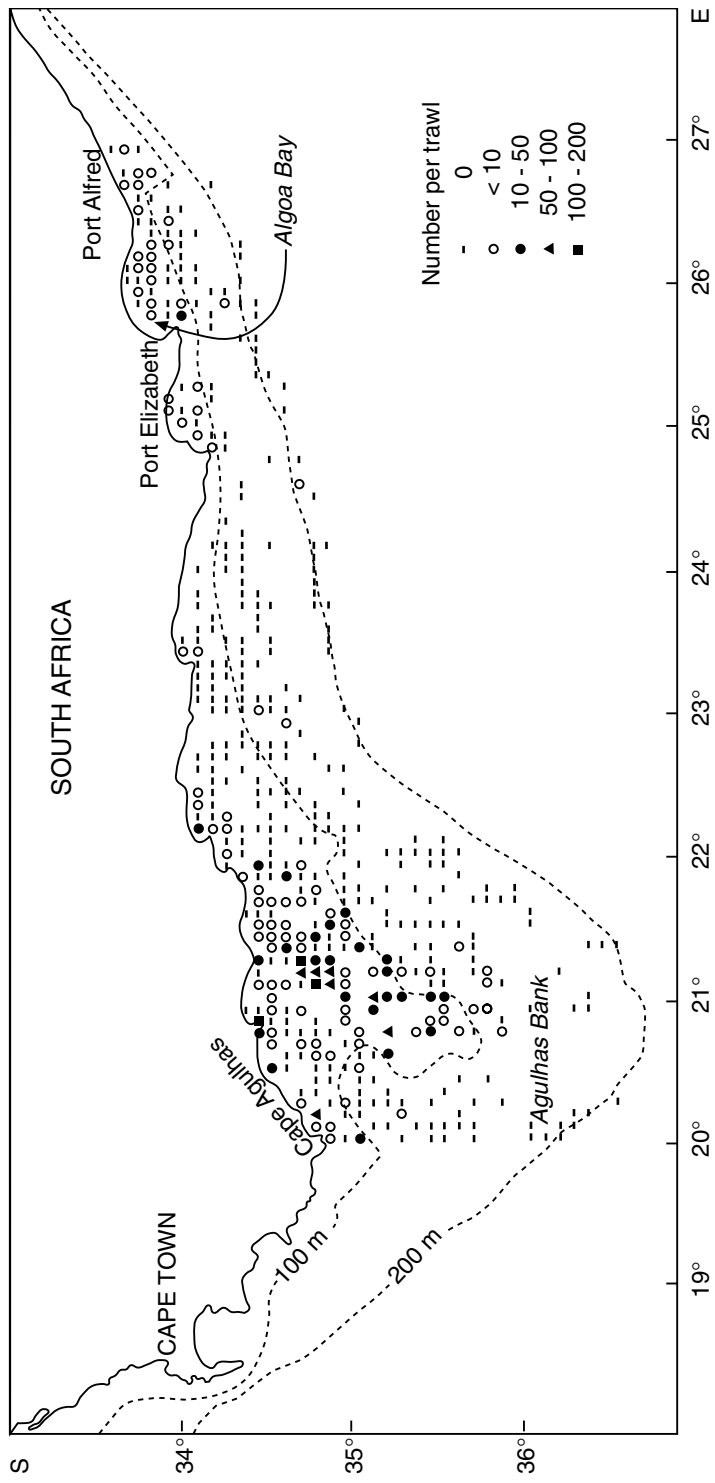 S
E
SOUTH AFRICA
CAPE TOWN
Cape Agulhas
Port Elizabeth
Port Alfred
Algoa Bay
Agulhas Bank
100 m
200 m
Number per trawl
0
< 10
10 - 50
50 - 100
100 - 200
34°
35°
36°
19°
20°
21°
22°
23°
24°
25°
26°
27°